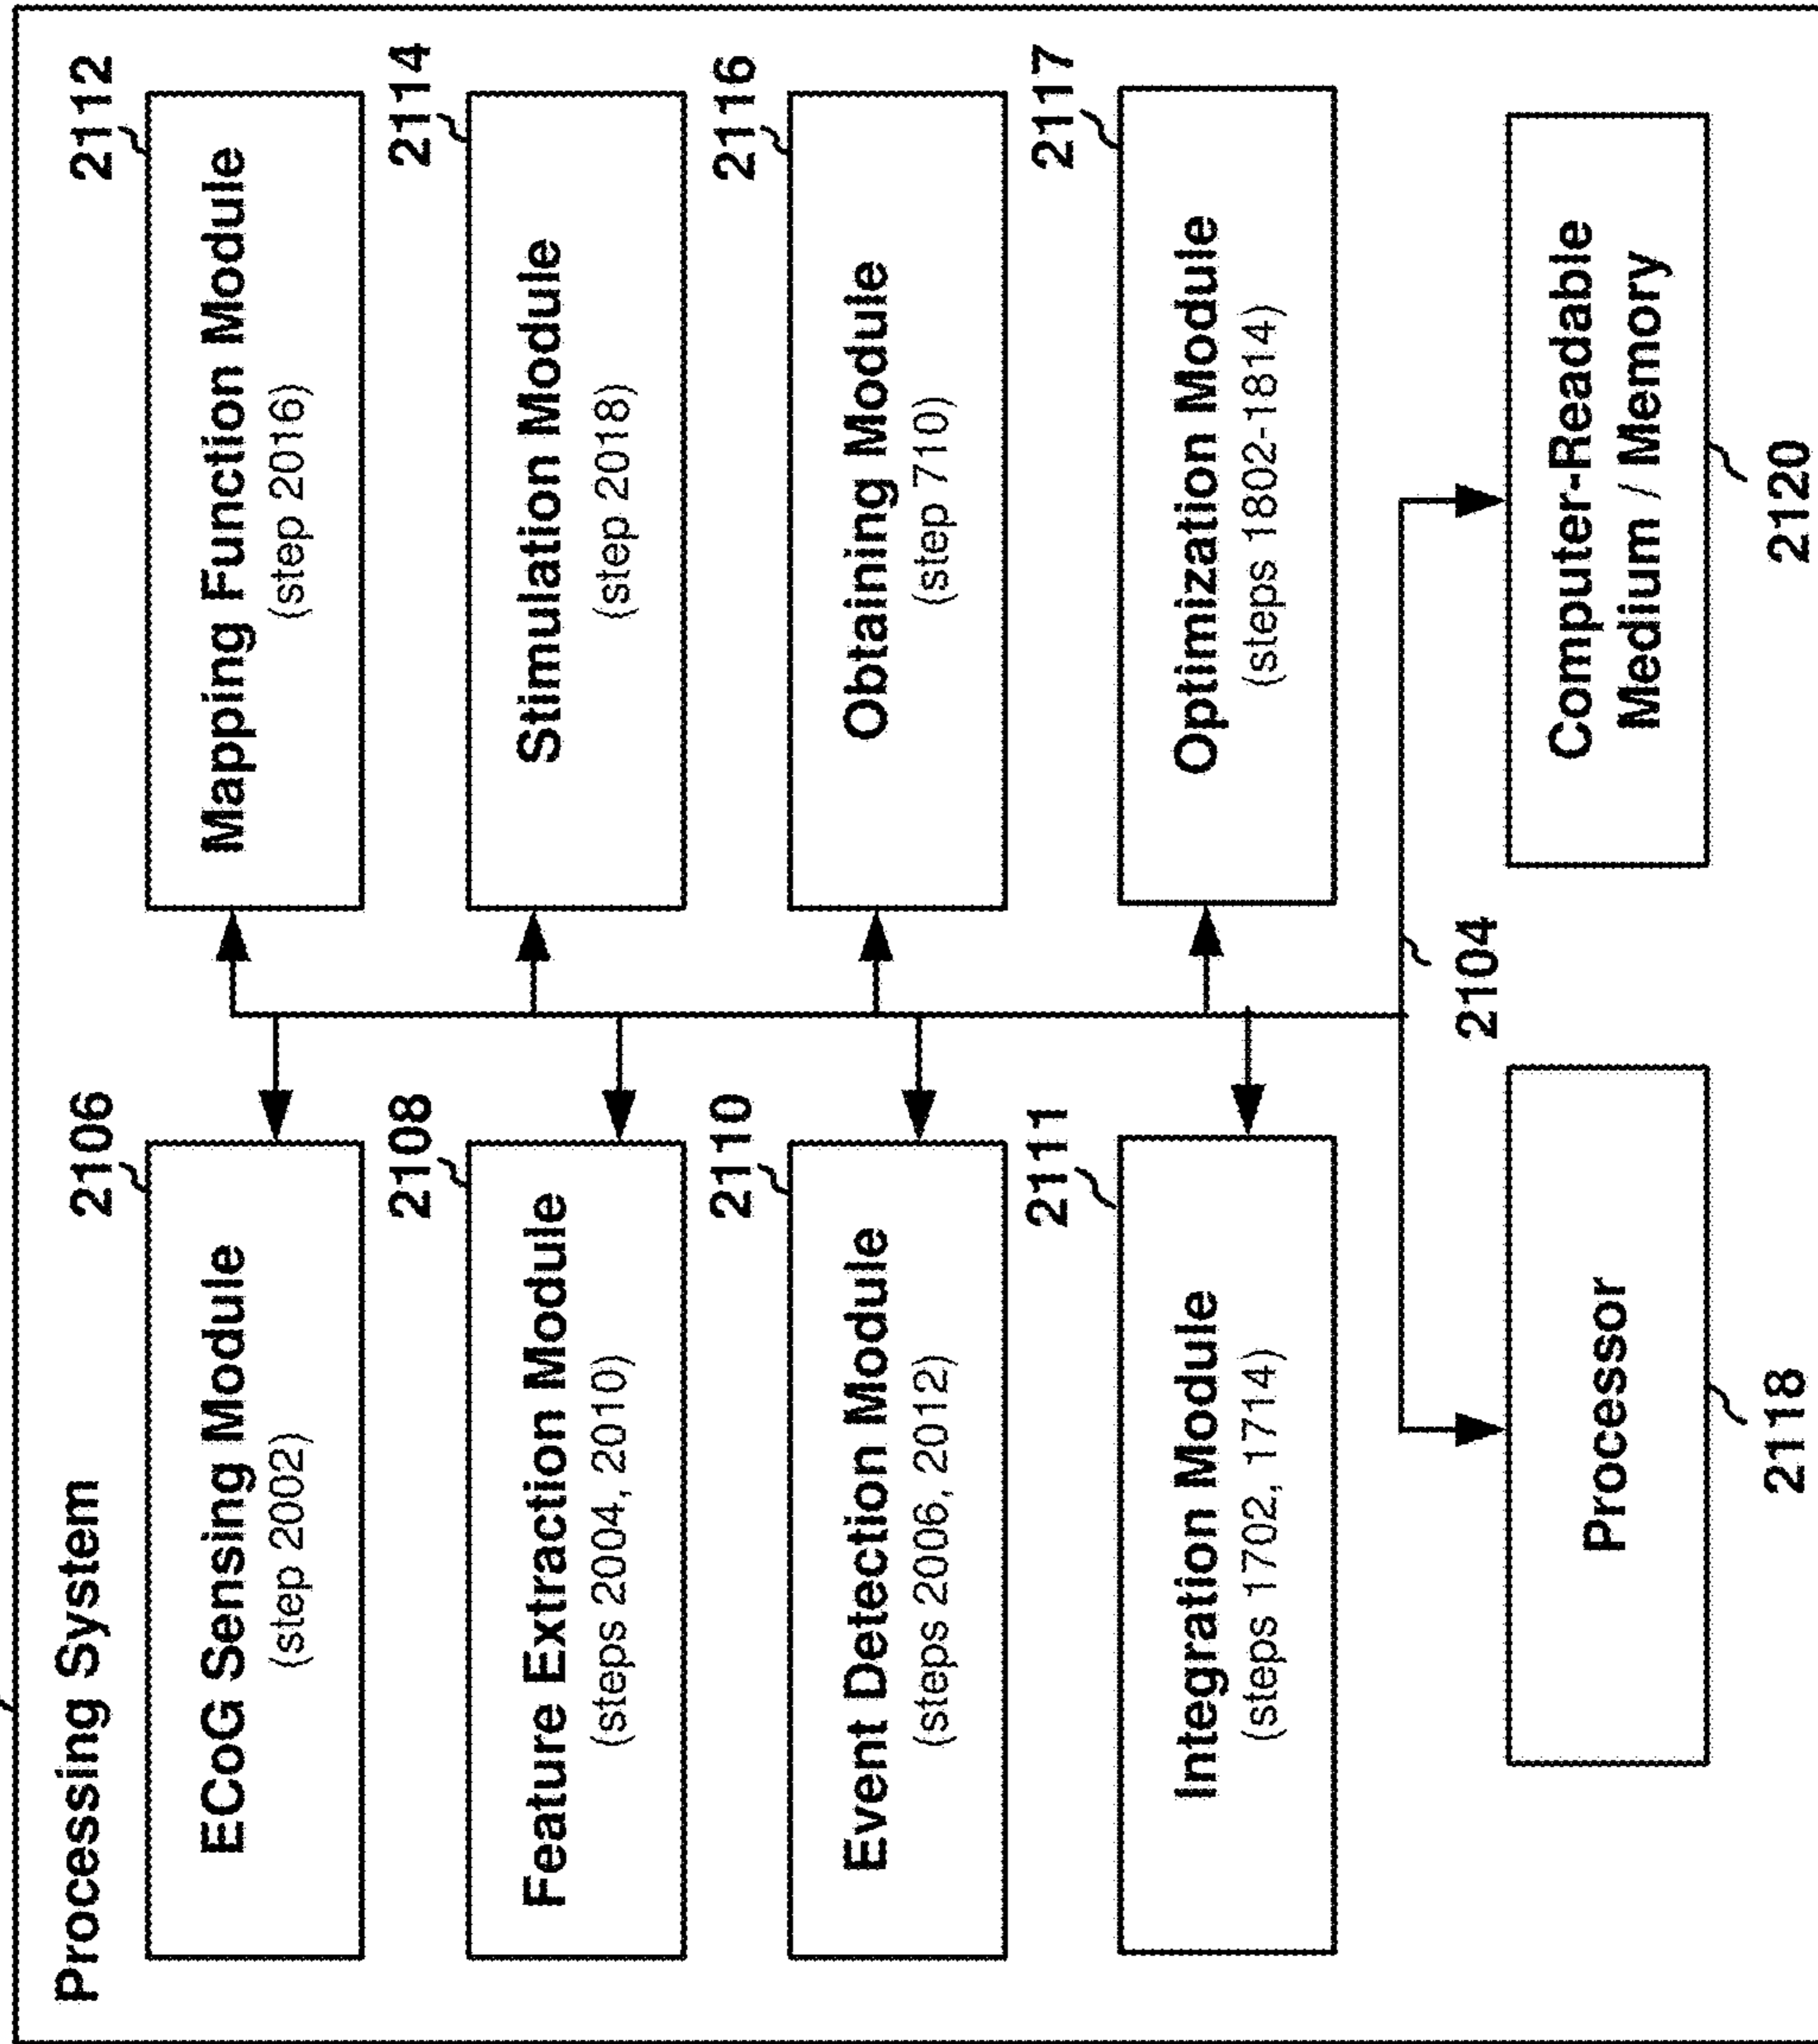 Processing System
2106
ECoG Sensing Module
(step 2002)
2112
Mapping Function Module
(step 2016)
2108
Feature Extraction Module
(steps 2004, 2010)
2114
Stimulation Module
(step 2018)
2110
Event Detection Module
(steps 2006, 2012)
2116
Obtaining Module
(step 710)
2111
Integration Module
(steps 1702, 1714)
2117
Optimization Module
(steps 1802-1814)
2104
Processor
2118
Computer-Readable
Medium / Memory
2120